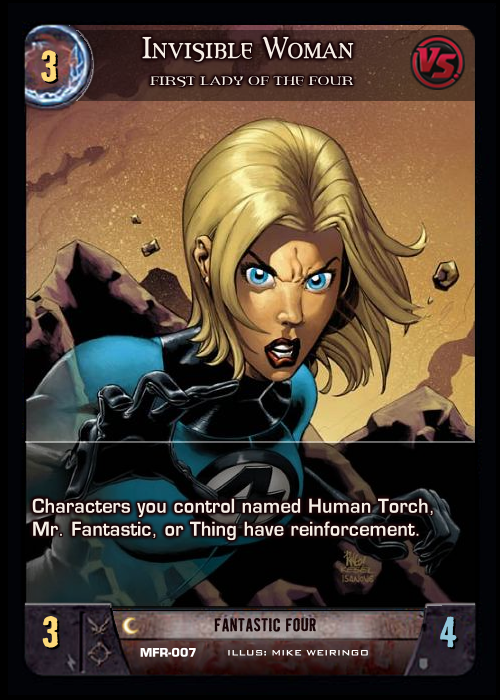 3
INVISIBLE WOMAN
FIRST LADY OF THE FOUR
VS.
Characters you control named Human Torch,
Mr. Fantastic, or Thing have reinforcement.
3
FANTASTIC FOUR
4
MFR-007 ILLUS: MIKE WEIRINGO